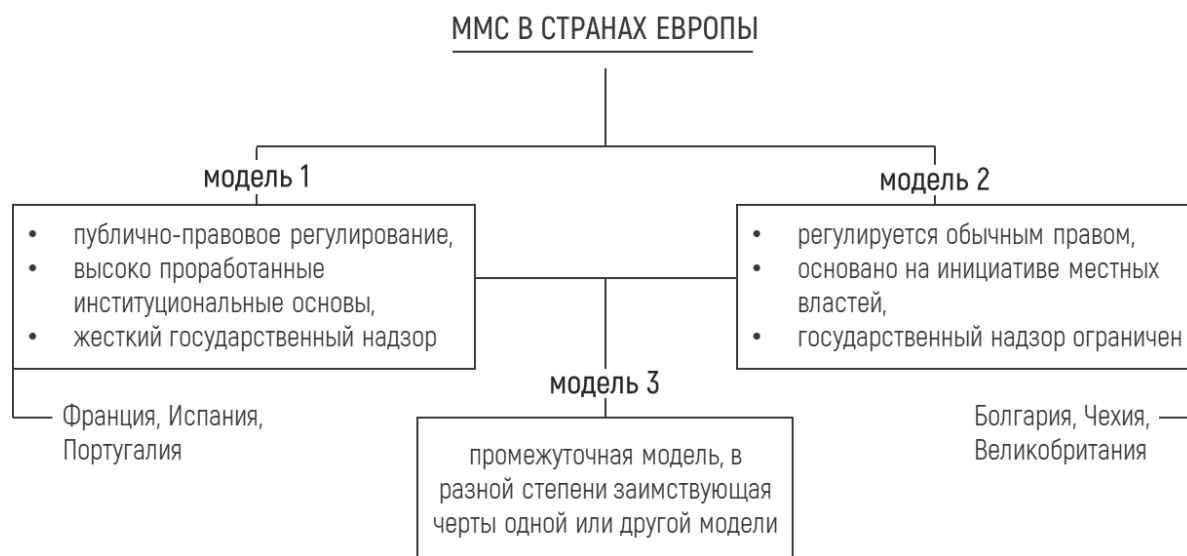 ММС В СТРАНАХ ЕВРОПЫ
модель 1
• публично-правовое регулирование,
• высоко проработанные
институциональные основы,
• жесткий государственный надзор
Франция, Испания,
Португалия
модель 2
• регулируется обычным правом,
• основано на инициативе местных
властей,
• государственный надзор ограничен
Болгария, Чехия,
Великобритания
модель 3
промежуточная модель, в
разной степени заимствующая
черты одной или другой модели